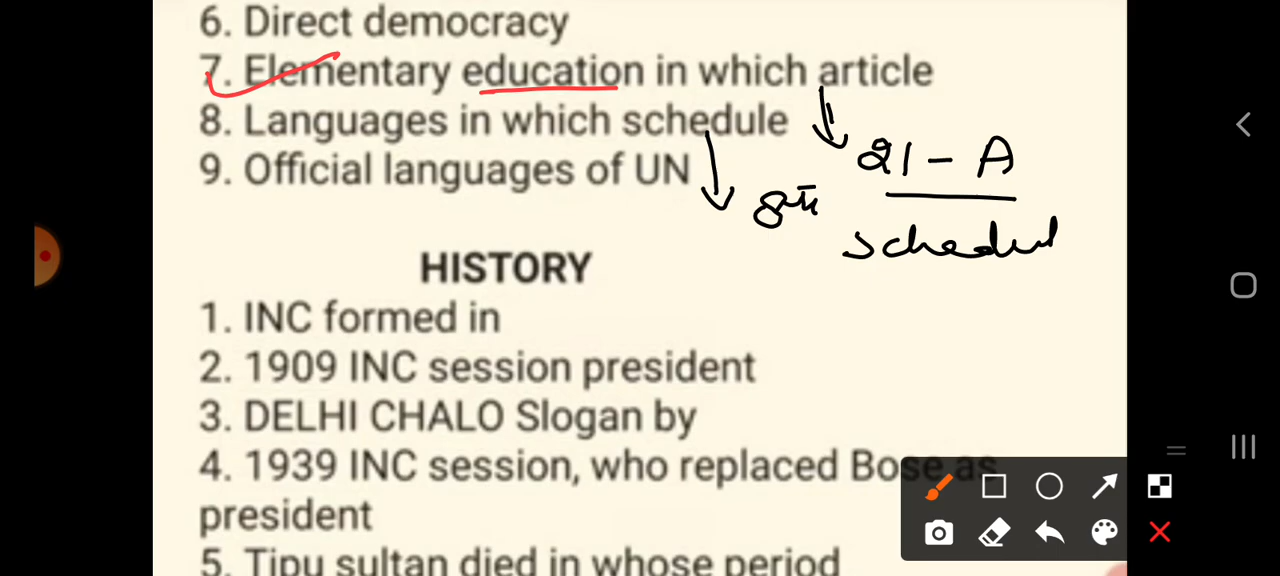 6. Direct democracy
7. Elementary education in which article
8. Languages in which schedule
21-A
9. Official languages of UN
8th
schedul
HISTORY
1. INC formed in
2. 1909 INC session president
3. DELHI CHALO Slogan by
4. 1939 INC session, who replaced Bose as
president
5. Tipu sultan died in whose period